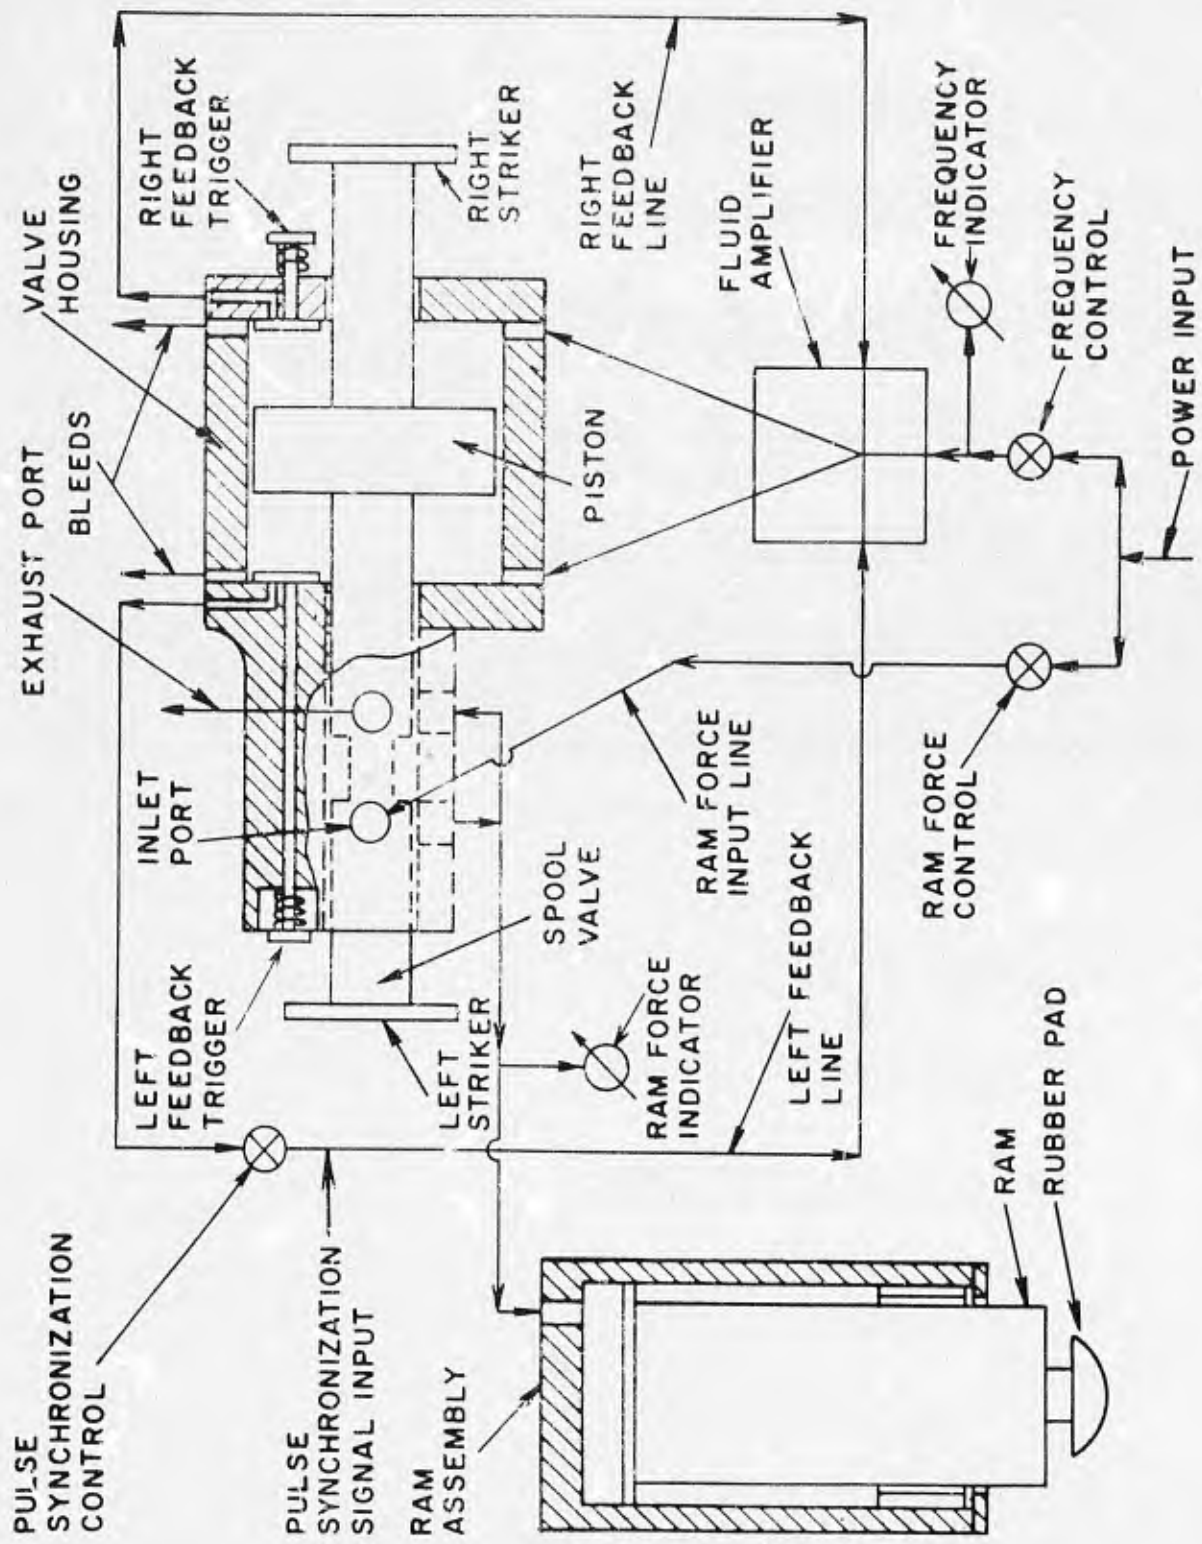 PULSE
SYNCHRONIZATION
CONTROL
PULSE
SYNCHRONIZATION
SIGNAL INPUT
RAM
ASSEMBLY
LEFT
FEEDBACK
TRIGGER
LEFT
STRIKER
RAM FORCE
INDICATOR
LEFT FEEDBACK
LINE
RAM
RUBBER PAD
EXHAUST PORT
BLEEDS
INLET
PORT
SPOOL
VALVE
RAM FORCE
INPUT LINE
RAM FORCE
CONTROL
VALVE
HOUSING
RIGHT
FEEDBACK
TRIGGER
PISTON
RIGHT
STRIKER
RIGHT
FEEDBACK
LINE
FLUID
AMPLIFIER
FREQUENCY
INDICATOR
FREQUENCY
CONTROL
POWER INPUT